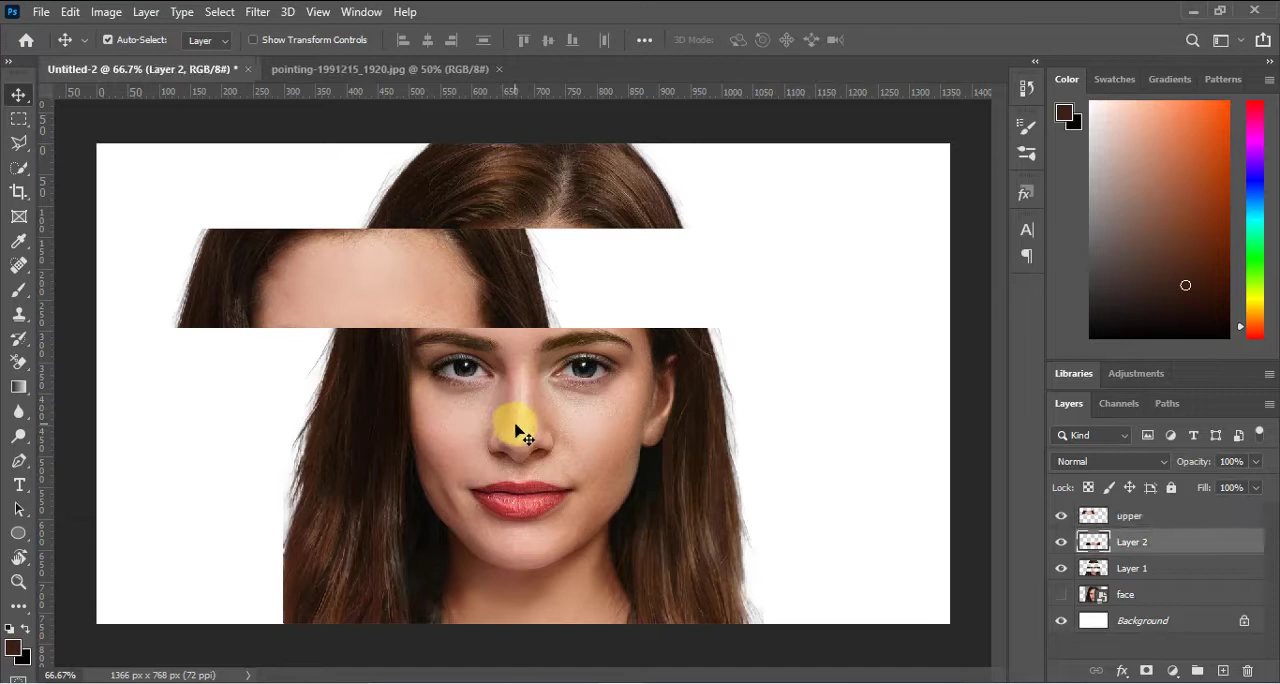 Ps File Edit Image Layer Type Select Filter 3D View Window Help
Auto-Select: Layer Show Transform Controls 3D Mode:
Untitled-2 @ 66.7% (Layer 2, RGB/8#) * × pointing-1991215_1920.jpg @ 50% (RGB/8#) ×
50 0 50 100 150 200 250 300 350 400 450 500 550 600 650 700 750 800 850 900 950 1000 1050 1100 1150 1200 1250 1300 1350 1400
Color Swatches Gradients Patterns
Libraries Adjustments
Layers Channels Paths
Kind
Normal Opacity: 100%
Lock: Fill: 100%
upper
Layer 2
Layer 1
face
Background
66.67% 1366 px x 768 px (72 ppi)